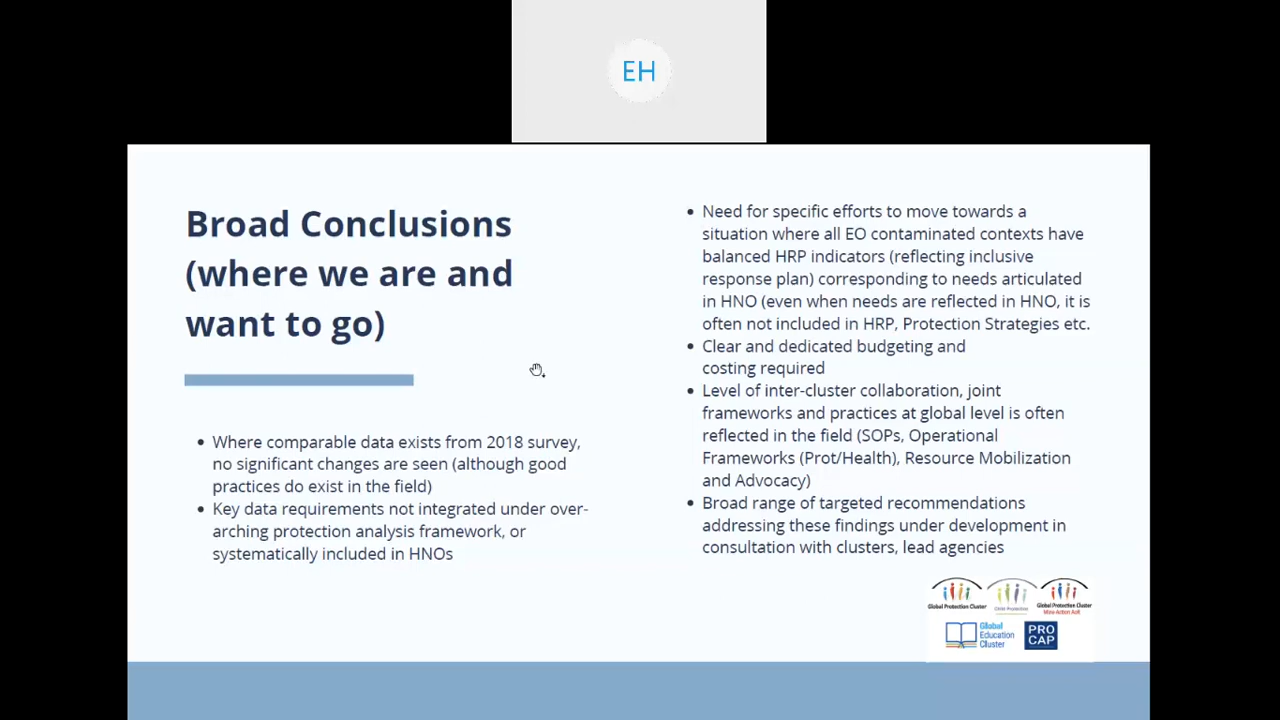 EH
Broad Conclusions
(where we are and
want to go)
• Where comparable data exists from 2018 survey,
no significant changes are seen (although good
practices do exist in the field)
• Key data requirements not integrated under over-
arching protection analysis framework, or
systematically included in HNOs
• Need for specific efforts to move towards a
situation where all EO contaminated contexts have
balanced HRP indicators (reflecting inclusive
response plan) corresponding to needs articulated
in HNO (even when needs are reflected in HNO, it is
often not included in HRP, Protection Strategies etc.
• Clear and dedicated budgeting and
costing required
• Level of inter-cluster collaboration, joint
frameworks and practices at global level is often
reflected in the field (SOPs, Operational
Frameworks (Prot/Health), Resource Mobilization
and Advocacy)
• Broad range of targeted recommendations
addressing these findings under development in
consultation with clusters, lead agencies
Global Protection Cluster
Child Protection
Global Protection Cluster
Mine Action AoR
Global
Education
Cluster
PRO
CAP